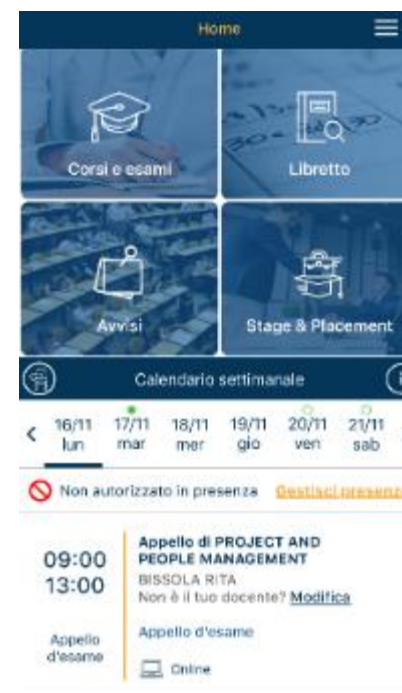 Home
Corsi e esami
Libretto
Avvisi
Stage & Placement
Calendario settimanale
16/11 17/11 18/11 19/11 20/11 21/11
lun mar mer gio ven sab
Non autorizzato in presenza Gestisci presenz
09:00
13:00
Appello
d'esame
Appello di PROJECT AND
PEOPLE MANAGEMENT
BISSOLA RITA
Non è il tuo docente? Modifica
Appello d'esame
Online